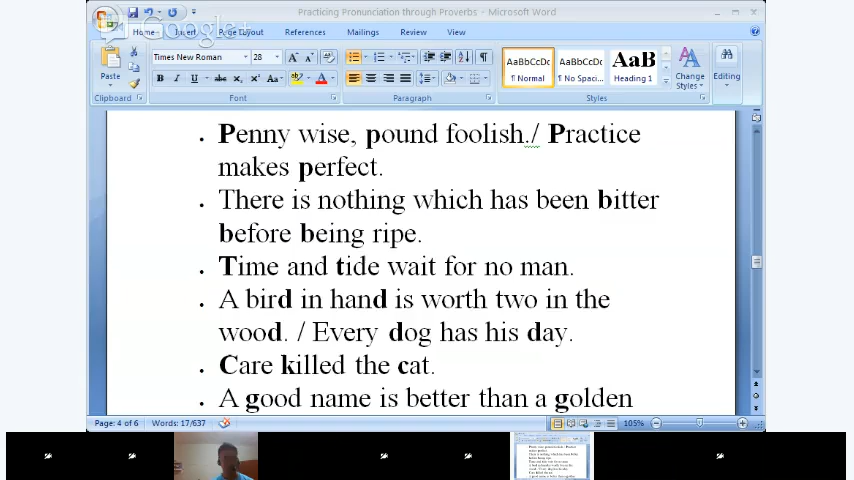 Practicing Pronunciation through Proverbs - Microsoft Word
Google+
Home Insert Page Layout References Mailings Review View
Times New Roman 28
Paste
AaBbCcDc AaBbCcDc AaB
¶ Normal ¶ No Spaci... Heading 1
Change Styles
Editing
Clipboard Font Paragraph Styles
• Penny wise, pound foolish./ Practice
makes perfect.
• There is nothing which has been bitter
before being ripe.
• Time and tide wait for no man.
• A bird in hand is worth two in the
wood. / Every dog has his day.
• Care killed the cat.
• A good name is better than a golden
Page: 4 of 6 Words: 17/637 105%